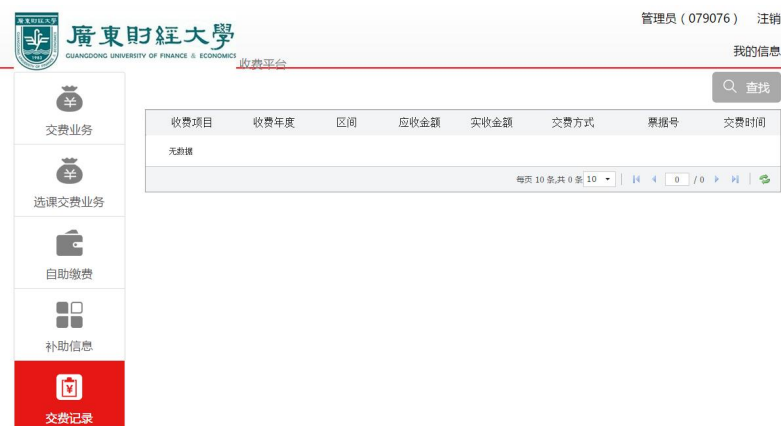 管理员（079076） 注销
廣東財經大學
GUANGDONG UNIVERSITY OF FINANCE & ECONOMICS
收费平台
我的信息
查找
交费业务
选课交费业务
自助缴费
补助信息
交费记录
收费项目 收费年度 区间 应收金额 实收金额 交费方式 票据号 交费时间
无数据
每页 10 条,共 0 条 10 0 / 0